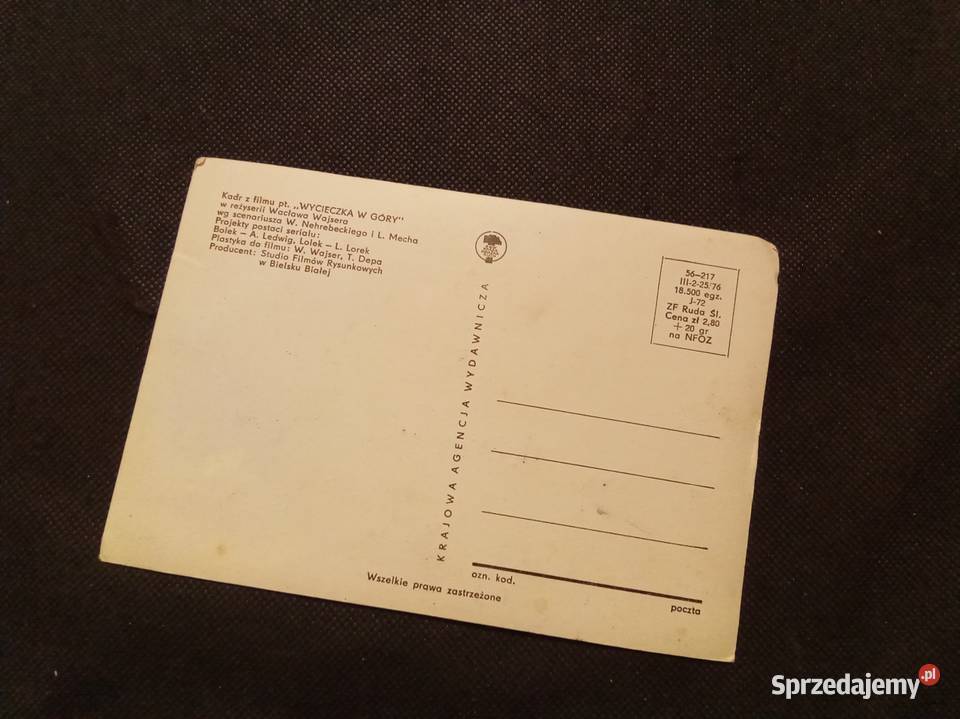 Kadr z filmu pt. „WYCIECZKA W GÓRY"
w reżyserii Wacława Wajsera
wg scenariusza W. Nehrebeckiego i L. Mecha
Projekty postaci serialu:
Bolek – A. Ledwig, Lolek – L. Lorek
Plastyka do filmu: W. Wajser, T. Depa
Producent: Studio Filmów Rysunkowych
w Bielsku Białej
KRAJOWA AGENCJA WYDAWNICZA
56–217
III-2-25/76
18.500 egz.
J-72
ZF Ruda Śl.
Cena zł 2,80
+ 20 gr
na NFOZ
ozn. kod.
poczta
Wszelkie prawa zastrzeżone
Sprzedajemy.pl